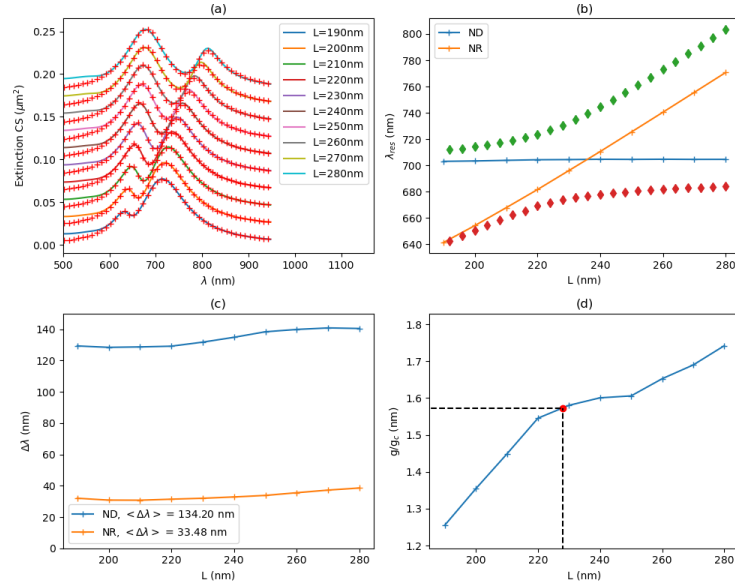 (a)
Extinction CS (μm²)
0.25
0.20
0.15
0.10
0.05
0.00
L=190nm
L=200nm
L=210nm
L=220nm
L=230nm
L=240nm
L=250nm
L=260nm
L=270nm
L=280nm
500 600 700 800 900 1000 1100
λ (nm)
(b)
λres (nm)
800
780
760
740
720
700
680
660
640
ND
NR
200 220 240 260 280
L (nm)
(c)
Δλ
140
120
100
80
60
40
20
0
ND, <Δλ> = 134.20 nm
NR, <Δλ> = 33.48 nm
200 220 240 260 280
L (nm)
(d)
g/gc (nm)
1.8
1.7
1.6
1.5
1.4
1.3
1.2
200 220 240 260 280
L (nm)